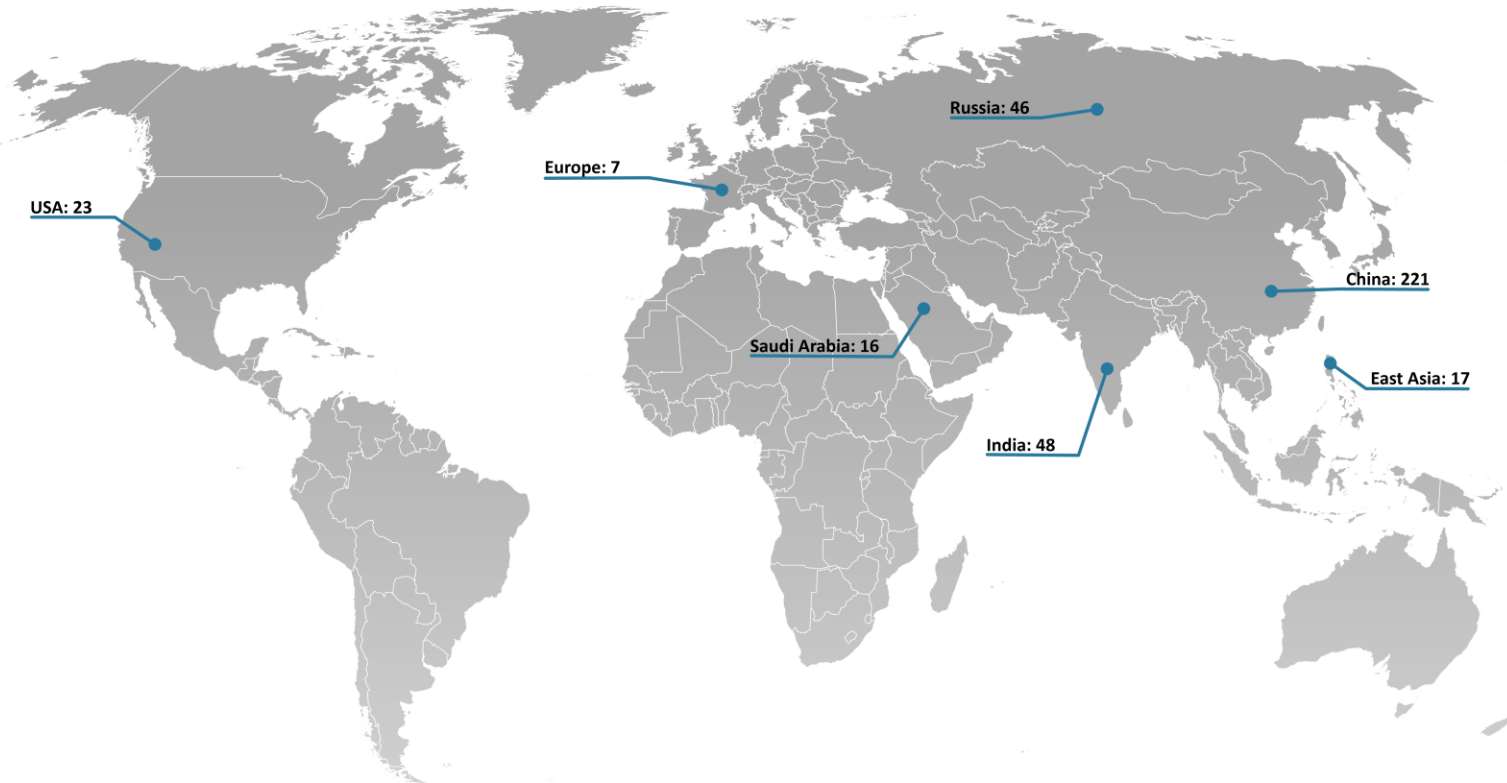 Russia: 46
Europe: 7
USA: 23
China: 221
Saudi Arabia: 16
East Asia: 17
India: 48